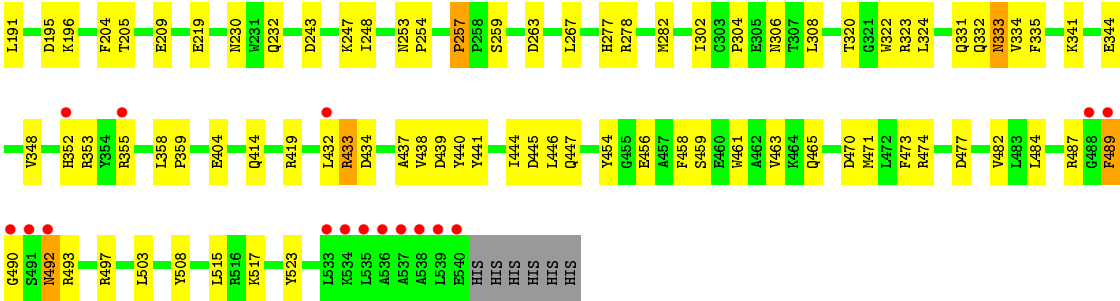 L191 D195 K196 F204 T205 E209 E219 N230 W231 Q232 D243 K247 I248 N253 P254 P257 P258 S259 D263 L267 H277 R278 M282 I302 C303 P304 E305 N306 T307 L308 T320 G321 W322 R323 L324 Q331 Q332 N333 V334 F335 K341 E344
V348 H352 R353 Y354 R355 L358 P359 E404 Q414 R419 L432 R433 D434 A437 V438 D439 Y440 Y441 I444 D445 L446 Q447 Y454 G455 E456 A457 F458 S459 E460 W461 A462 V463 K464 Q465 D470 M471 L472 F473 R474 D477 V482 L483 L484 R487 G488 F489
G490 S491 N492 R493 R497 L503 Y508 L515 R516 K517 Y523 L533 K534 L535 A536 A537 A538 L539 E540 HIS HIS HIS HIS HIS HIS